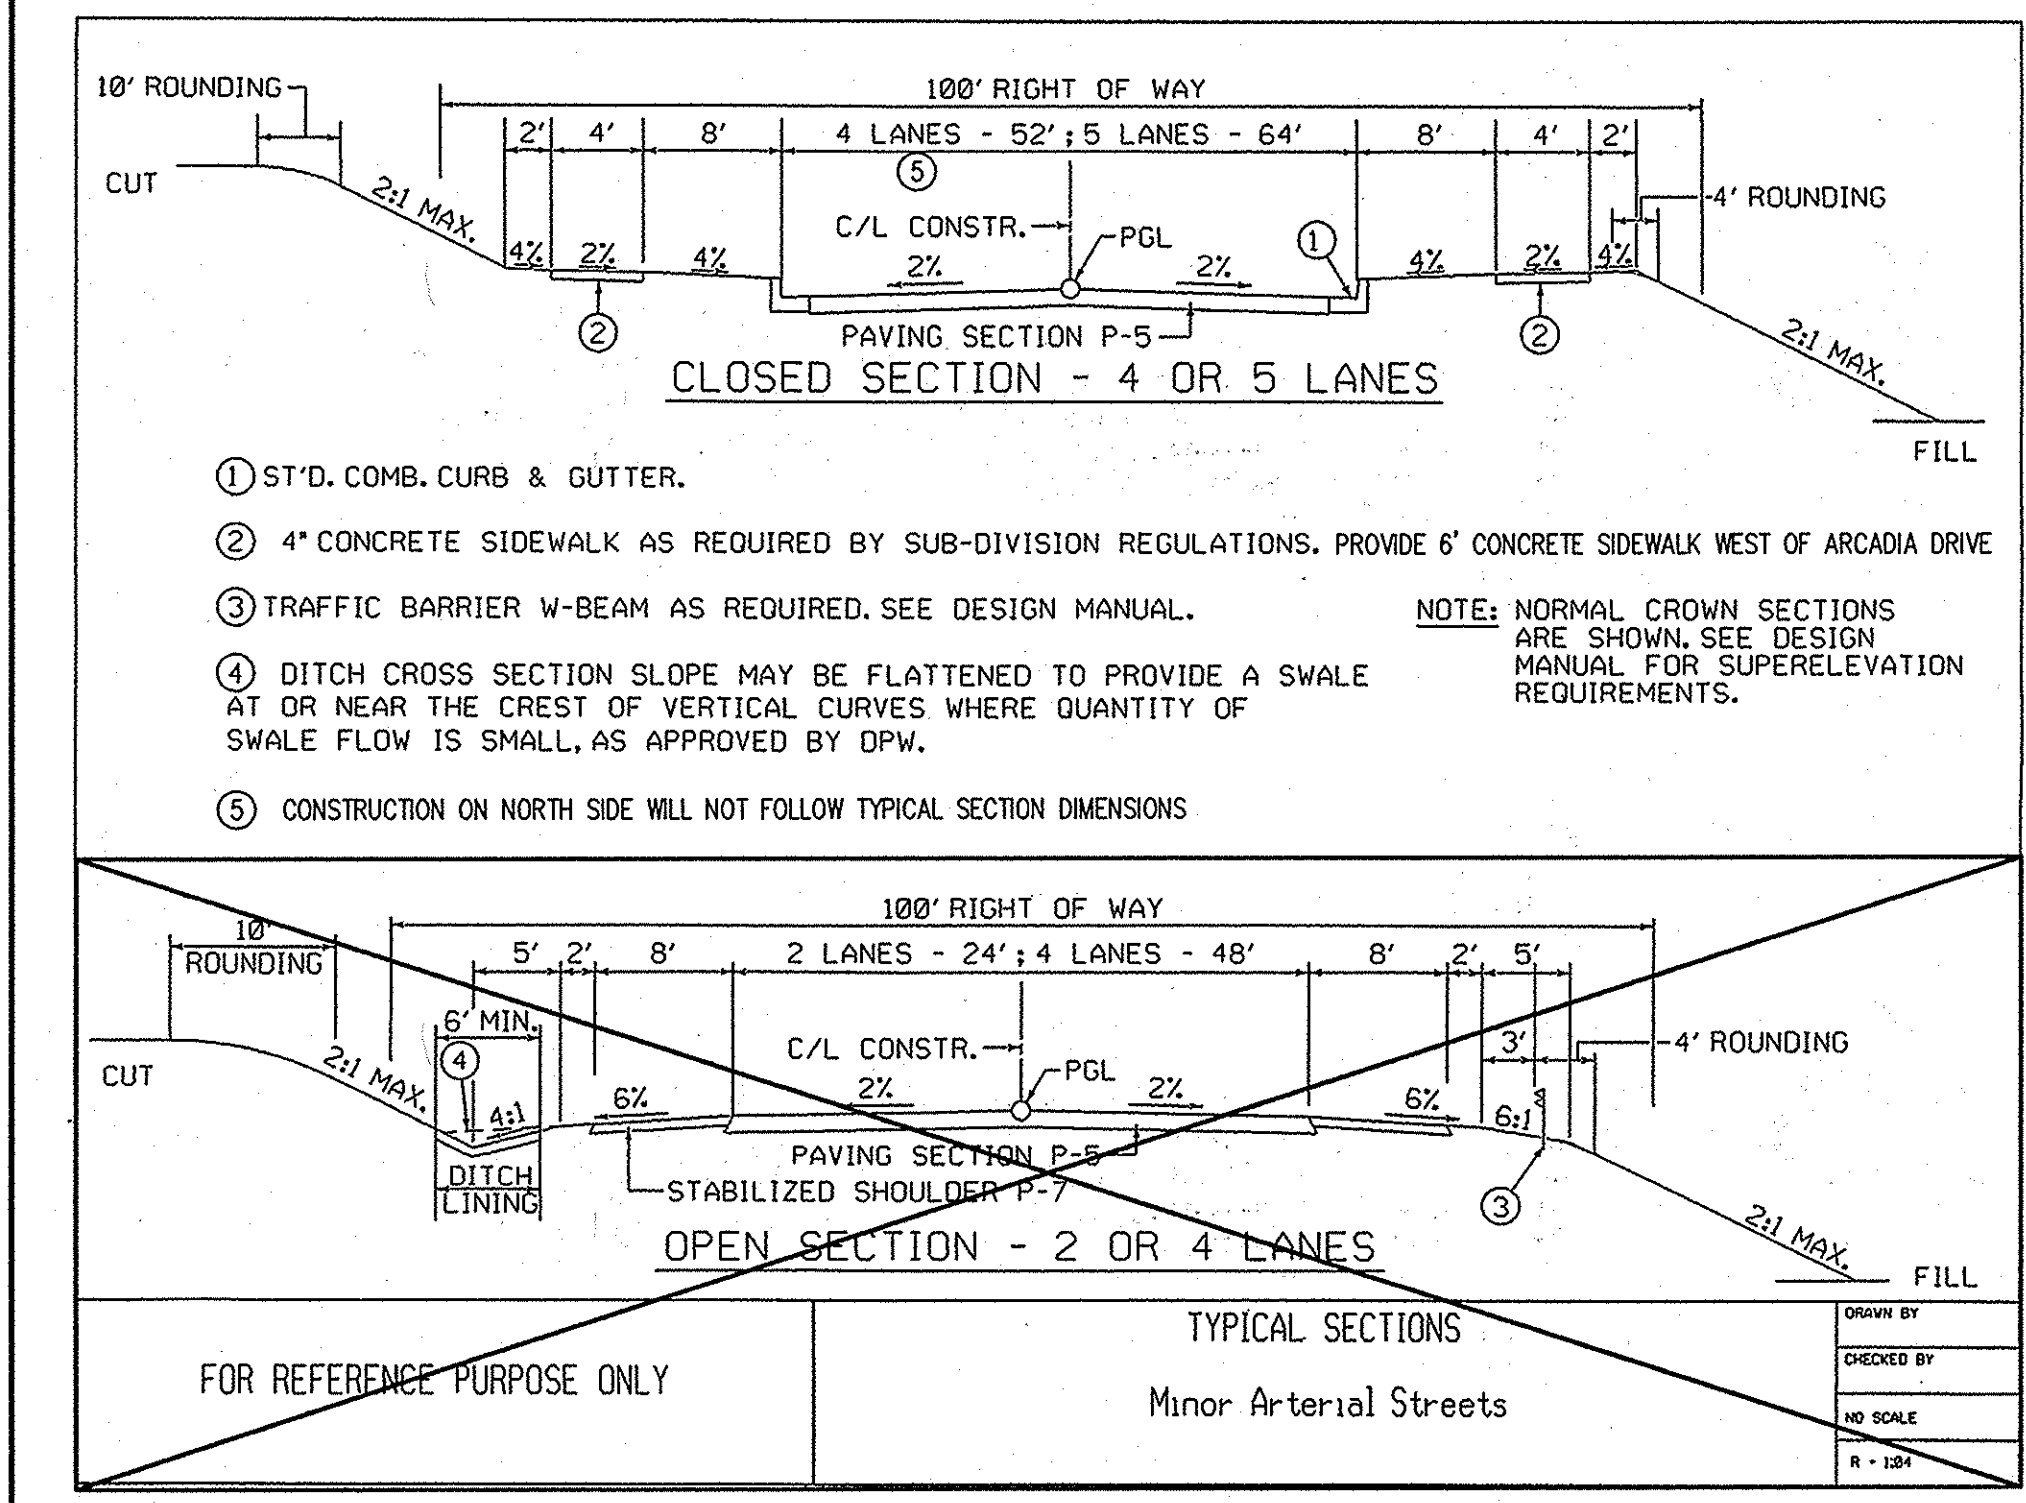 10' ROUNDING
100' RIGHT OF WAY
2' 4' 8' 4 LANES - 52' ; 5 LANES - 64' 8' 4' 2'
5
CUT
2:1 MAX.
4' ROUNDING
C/L CONSTR.
PGL
1
4% 2% 4% 2% 2% 4% 2% 4%
2
PAVING SECTION P-5
2
2:1 MAX.
CLOSED SECTION - 4 OR 5 LANES
FILL
1 ST'D. COMB. CURB & GUTTER.
2 4" CONCRETE SIDEWALK AS REQUIRED BY SUB-DIVISION REGULATIONS. PROVIDE 6' CONCRETE SIDEWALK WEST OF ARCADIA DRIVE
3 TRAFFIC BARRIER W-BEAM AS REQUIRED. SEE DESIGN MANUAL.
NOTE: NORMAL CROWN SECTIONS
ARE SHOWN. SEE DESIGN
MANUAL FOR SUPERELEVATION
REQUIREMENTS.
4 DITCH CROSS SECTION SLOPE MAY BE FLATTENED TO PROVIDE A SWALE
AT OR NEAR THE CREST OF VERTICAL CURVES WHERE QUANTITY OF
SWALE FLOW IS SMALL, AS APPROVED BY DPW.
5 CONSTRUCTION ON NORTH SIDE WILL NOT FOLLOW TYPICAL SECTION DIMENSIONS
100' RIGHT OF WAY
10'
ROUNDING
5' 2' 8' 2 LANES - 24' ; 4 LANES - 48' 8' 2' 5'
6' MIN.
3'
4' ROUNDING
C/L CONSTR.
PGL
CUT
2:1 MAX.
4
4:1
6% 2% 2% 6%
6:1
PAVING SECTION P-5
DITCH
LINING
STABILIZED SHOULDER P-7
3
2:1 MAX.
OPEN SECTION - 2 OR 4 LANES
FILL
FOR REFERENCE PURPOSE ONLY
TYPICAL SECTIONS
Minor Arterial Streets
DRAWN BY
CHECKED BY
NO SCALE
R - 1:04